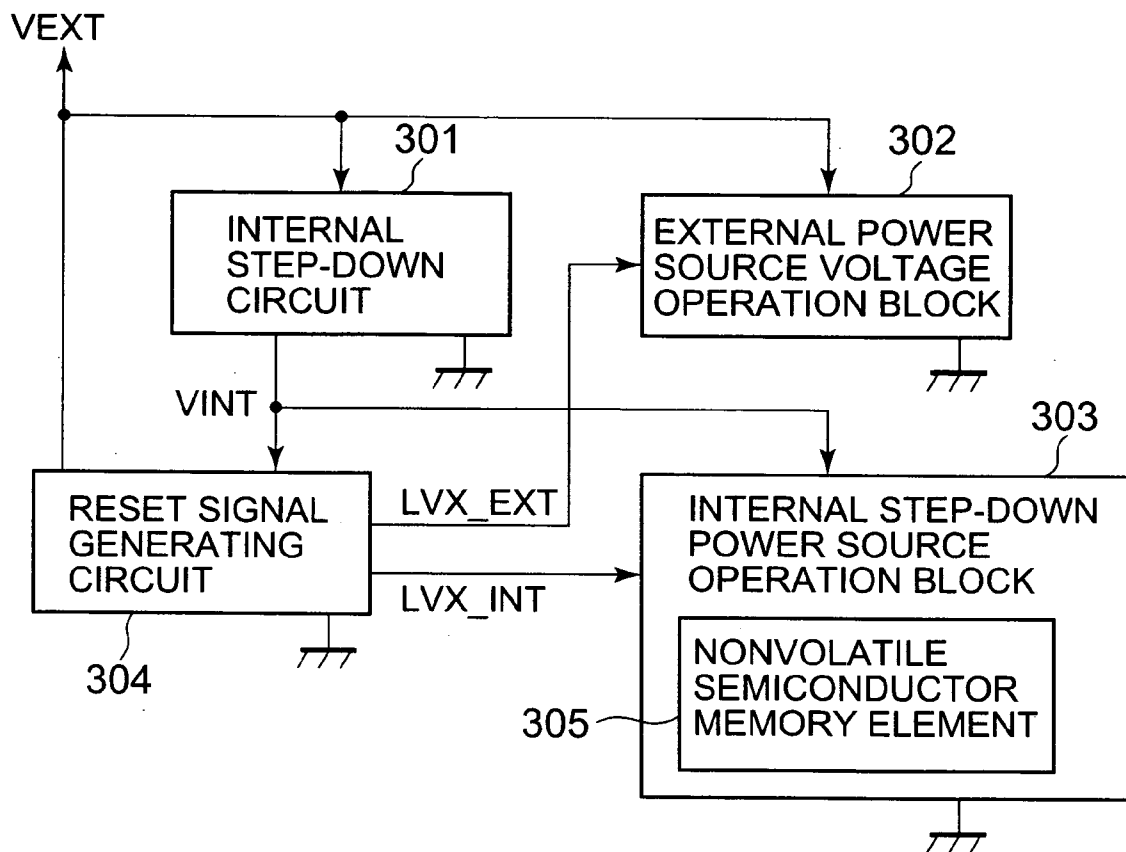 VEXT
301
302
INTERNAL
STEP-DOWN
CIRCUIT
EXTERNAL POWER
SOURCE VOLTAGE
OPERATION BLOCK
VINT
303
RESET SIGNAL
GENERATING
CIRCUIT
LVX_EXT
LVX_INT
304
INTERNAL STEP-DOWN
POWER SOURCE
OPERATION BLOCK
NONVOLATILE
SEMICONDUCTOR
MEMORY ELEMENT
305